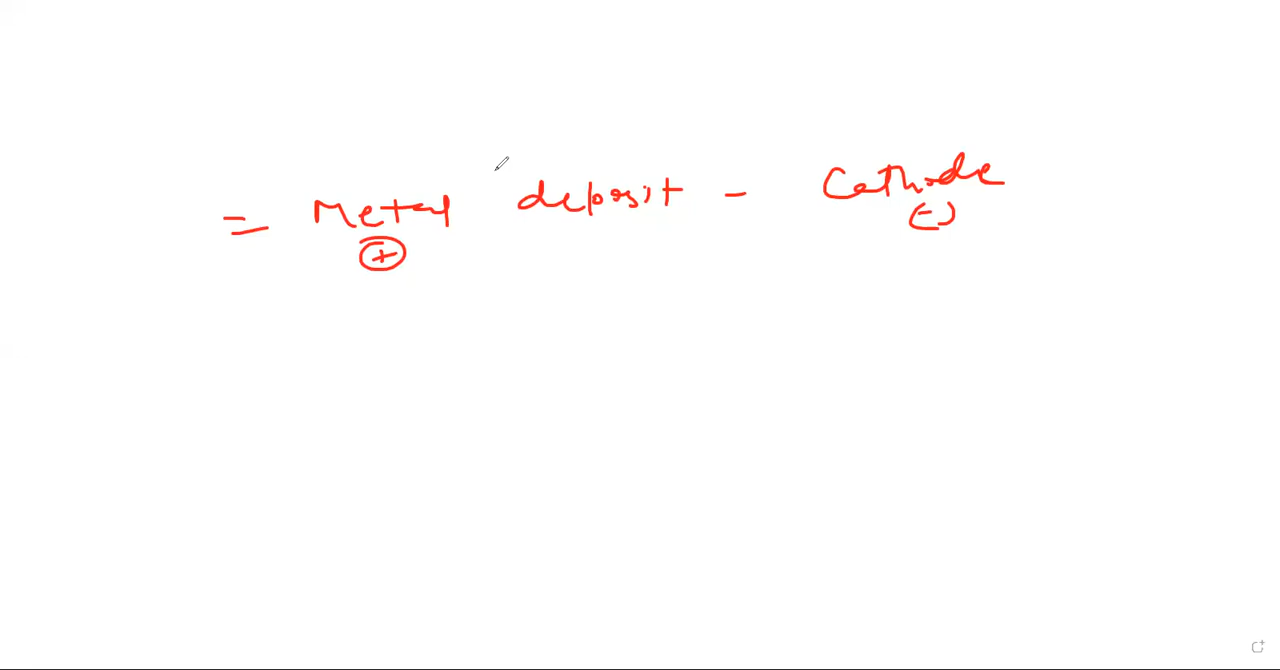 = Metal deposit - Cathode
(+) (-)